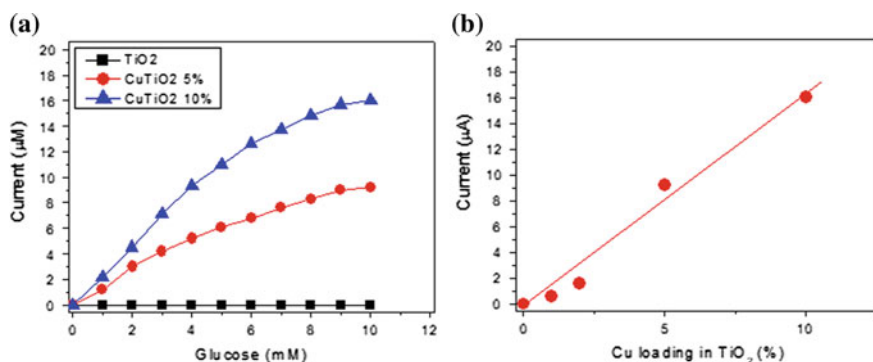 (a)
20
18
16
14
12
10
8
6
4
2
0
Current (μM)
TiO2
CuTiO2 5%
CuTiO2 10%
0 2 4 6 8 10 12
Glucose (mM)
(b)
20
18
16
14
12
10
8
6
4
2
0
Current (μA)
0 5 10
Cu loading in TiO₂ (%)